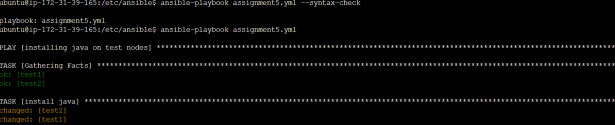 ubuntu@ip-172-31-39-165:/etc/ansible$ ansible-playbook assignment5.yml --syntax-check
playbook: assignment5.yml
ubuntu@ip-172-31-39-165:/etc/ansible$ ansible-playbook assignment5.yml
PLAY [installing java on test nodes] ****************************************************************************
TASK [Gathering Facts] ******************************************************************************************
ok: [test1]
ok: [test2]
TASK [install java] *********************************************************************************************
changed: [test2]
changed: [test1]